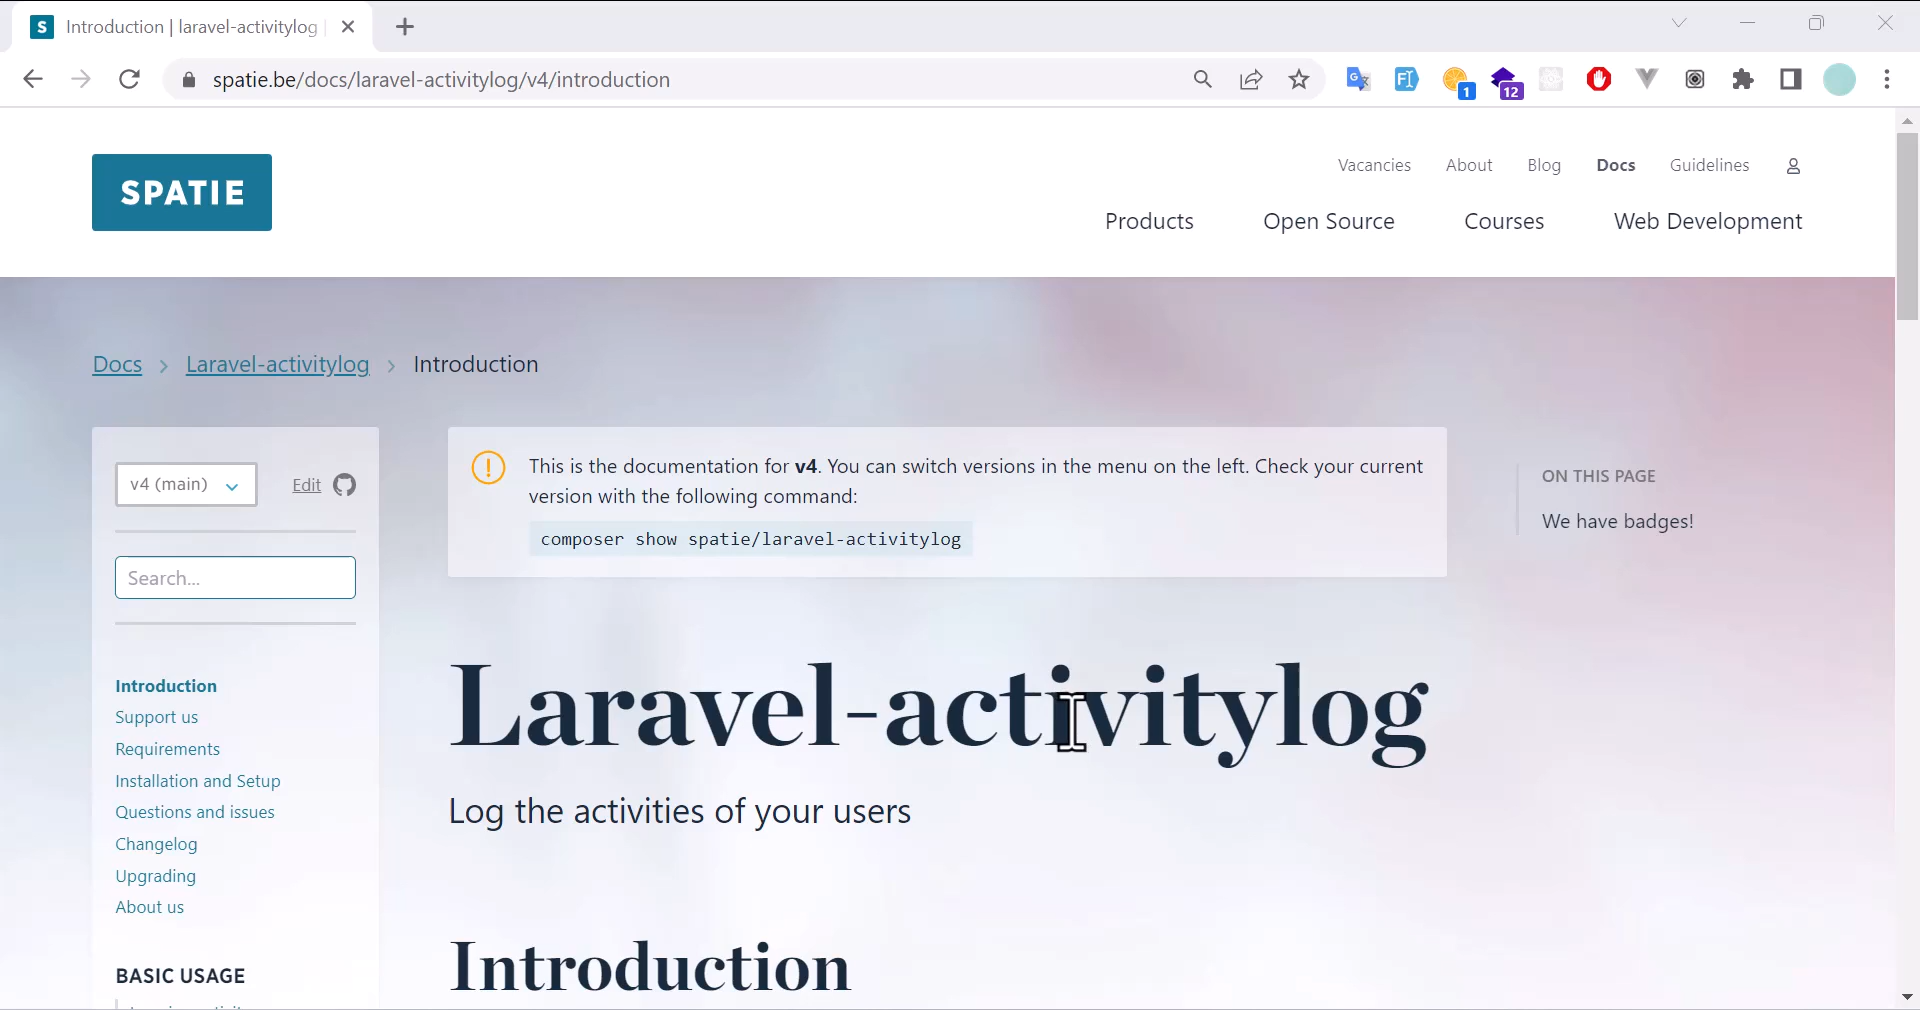 S Introduction | laravel-activitylog |
spatie.be/docs/laravel-activitylog/v4/introduction
1
12
SPATIE
Vacancies About Blog Docs Guidelines
Products Open Source Courses Web Development
Docs > Laravel-activitylog > Introduction
v4 (main) Edit
Search...
Introduction
Support us
Requirements
Installation and Setup
Questions and issues
Changelog
Upgrading
About us
BASIC USAGE
This is the documentation for v4. You can switch versions in the menu on the left. Check your current
version with the following command:
composer show spatie/laravel-activitylog
Laravel-activitylog
Log the activities of your users
Introduction
ON THIS PAGE
We have badges!